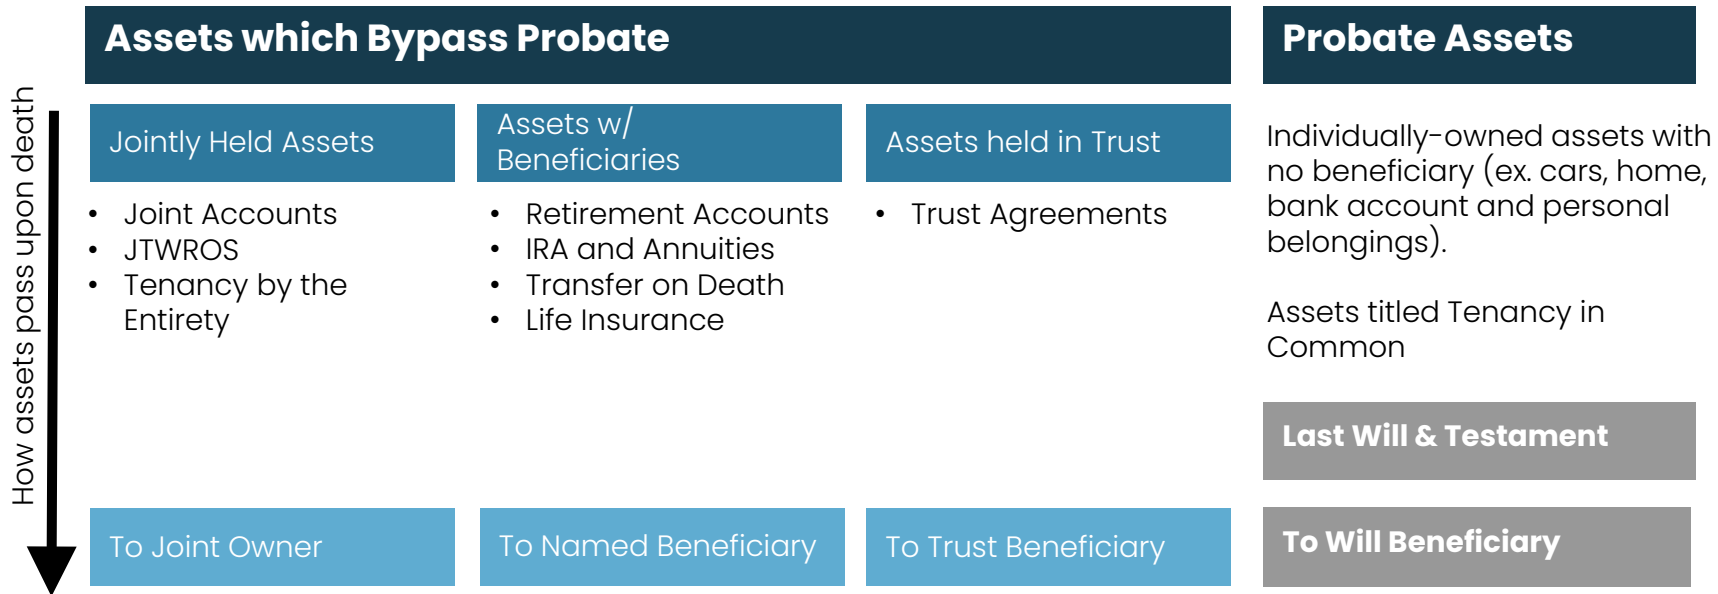 How assets pass upon death
Assets which Bypass Probate
Jointly Held Assets
• Joint Accounts
• JTWROS
• Tenancy by the
Entirety
To Joint Owner
Assets w/
Beneficiaries
• Retirement Accounts
• IRA and Annuities
• Transfer on Death
• Life Insurance
To Named Beneficiary
Assets held in Trust
• Trust Agreements
To Trust Beneficiary
Probate Assets
Individually-owned assets with
no beneficiary (ex. cars, home,
bank account and personal
belongings).
Assets titled Tenancy in
Common
Last Will & Testament
To Will Beneficiary